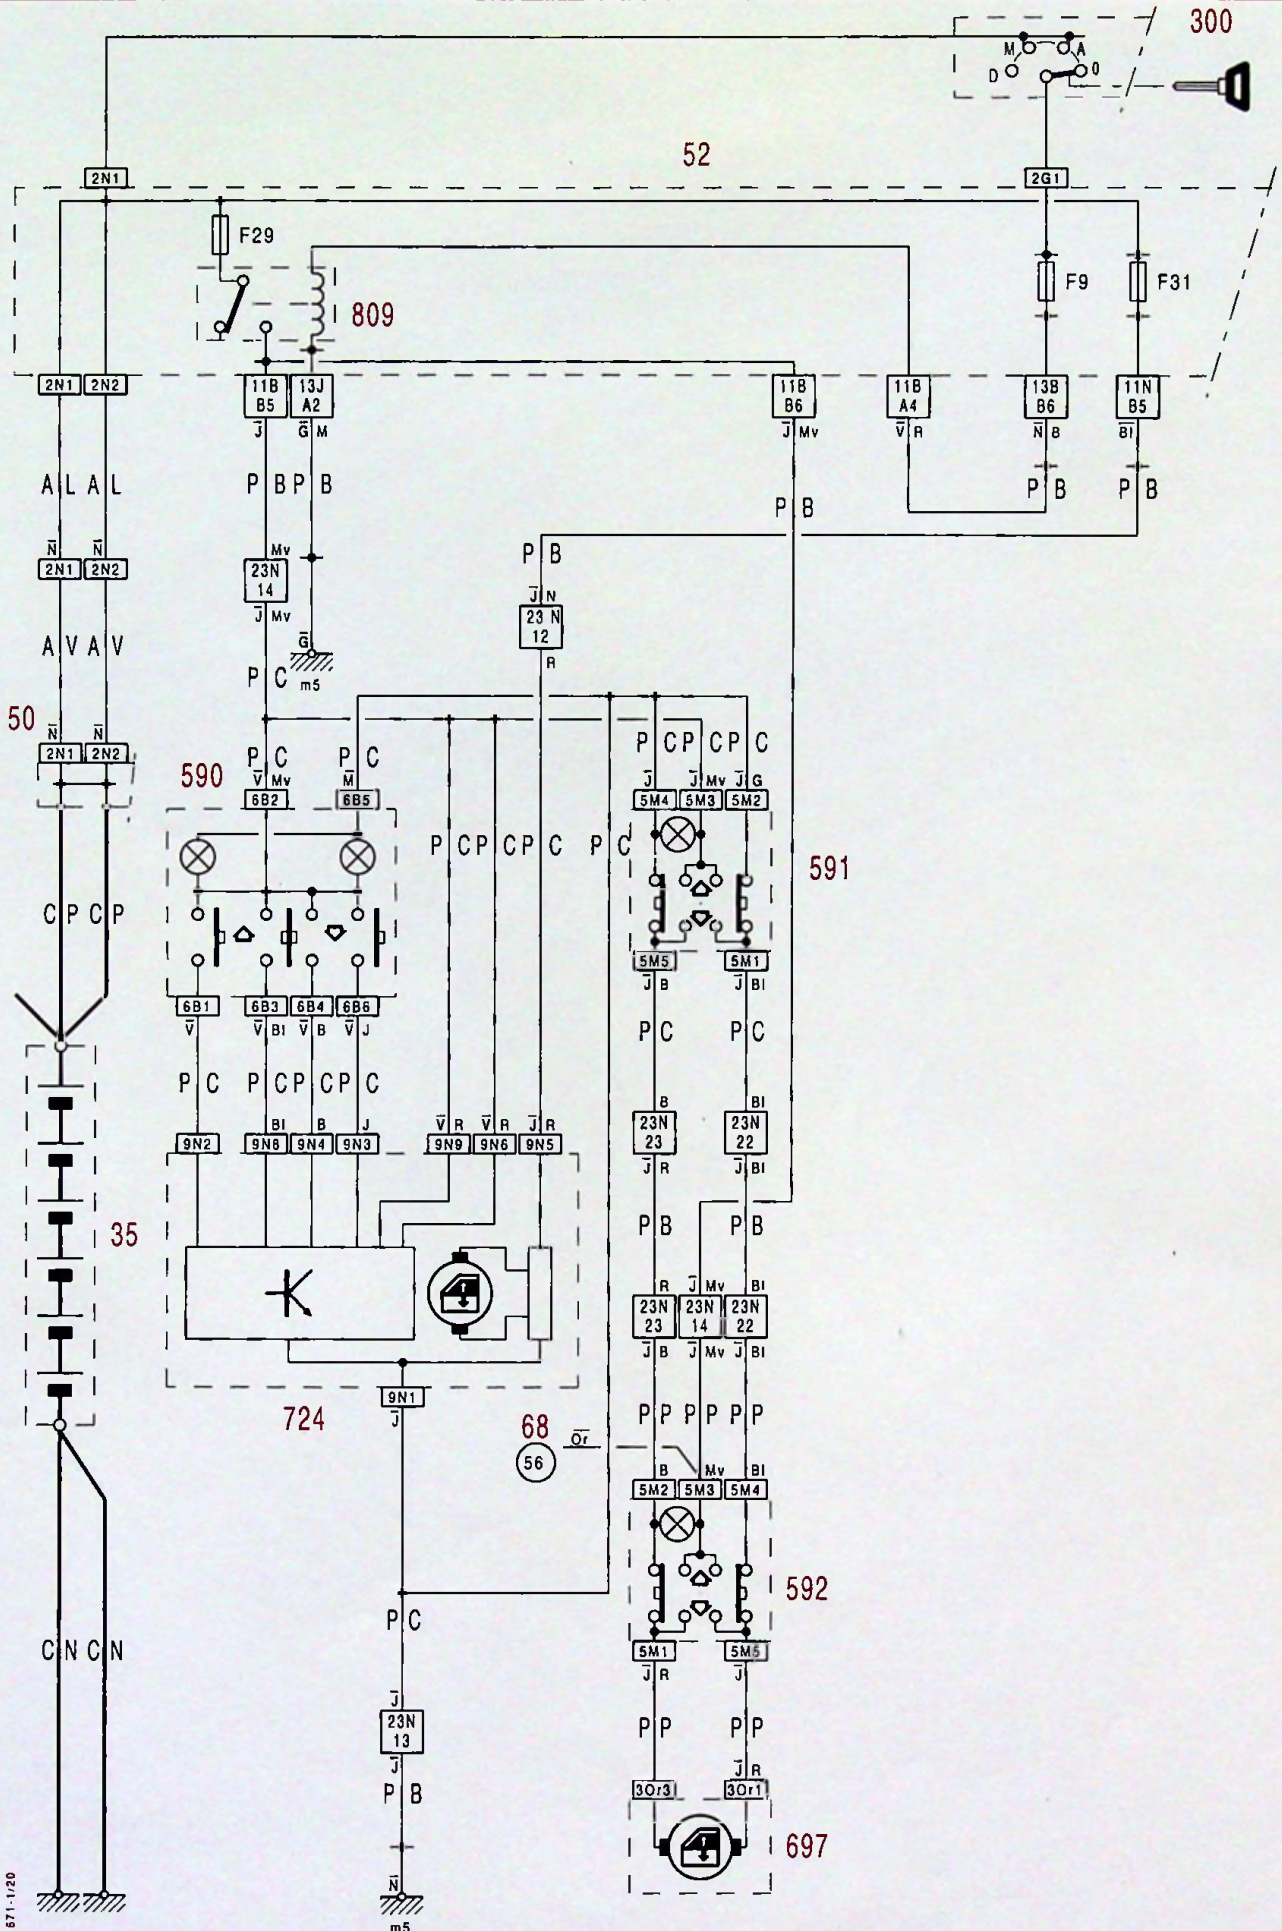 300
M A
D 0
52
2N1 2G1
F29 F9 F31
809
2N1 2N2 11B B5 13J A2 11B B6 11B A4 13B B6 11N B5
J̅ G̅ M J̅ Mv V̅ R N̅ B B̅l̅
A L A L P B P B P B P B P B
P B
N̅ N̅ Mv J̅ N
2N1 2N2 23N 14 23 N 12
J̅ Mv R
A V A V G̅
P C m5
50
N̅ N̅ P C P C P C P C P C
2N1 2N2 590 V̅ Mv M̅ J̅ J̅ Mv J̅ G
6B2 6B5 5M4 5M3 5M2
P C P C P C P C
591
C P C P
5M5 5M1
6B1 6B3 6B4 6B6 J̅ B J̅ Bl
V̅ V̅ Bl V̅ B V̅ J
P C P C
P C P C P C P C
B Bl
Bl B J V̅ R V̅ R J̅ R 23N 23 23N 22
9N2 9N8 9N4 9N3 9N9 9N6 9N5 J̅ R J̅ Bl
35 P B P B
R J̅ Mv Bl
23N 23 23N 14 23N 22
J̅ B J̅ Mv J̅ Bl
9N1
724 J̅ 68 O̅r̅ P P P P P P
56
B Mv Bl
5M2 5M3 5M4
592
P C
C N C N 5M1 5M5
J̅ R J̅
J̅
23N 13 P P P P
J̅ J̅ R
P B 3Or3 3Or1
697
N̅
m5
671-1/20